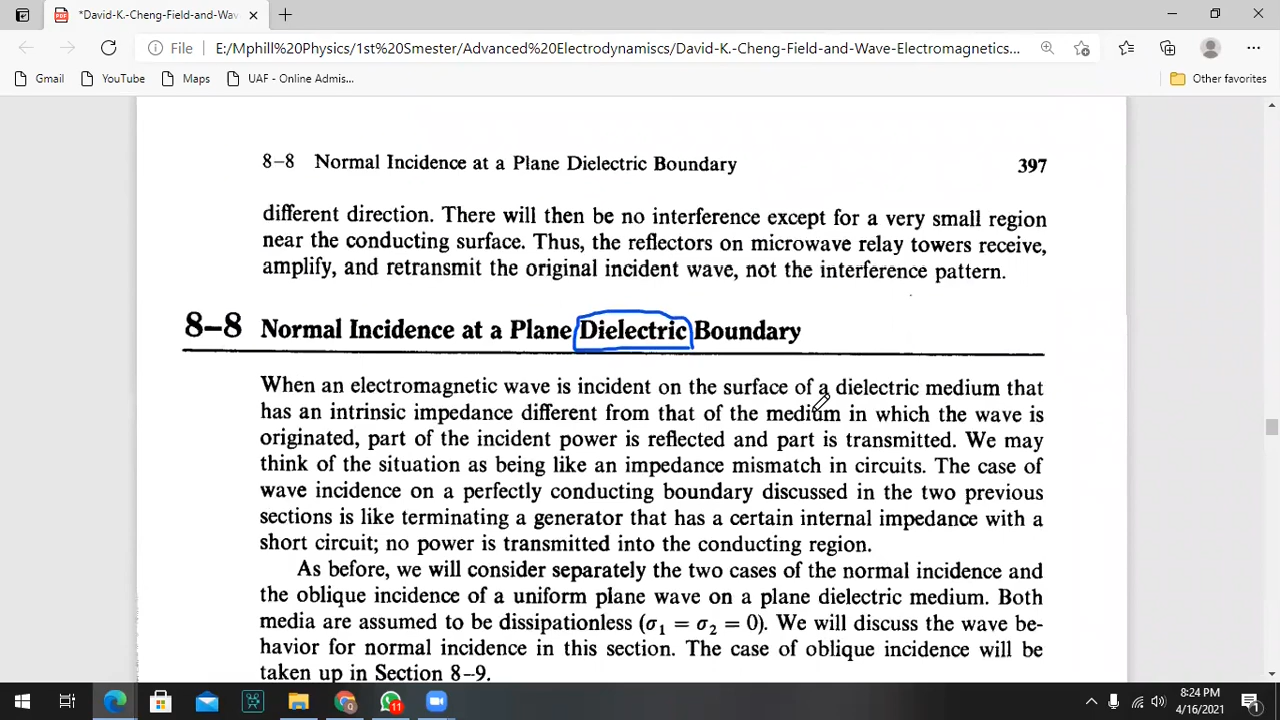 *David-K.-Cheng-Field-and-Wav
File
E:/Mphill%20Physics/1st%20Smester/Advanced%20Electrodynamiscs/David-K.-Cheng-Field-and-Wave-Electromagnetics...
Gmail
YouTube
Maps
UAF - Online Admis...
Other favorites
8–8 Normal Incidence at a Plane Dielectric Boundary 397
different direction. There will then be no interference except for a very small region
near the conducting surface. Thus, the reflectors on microwave relay towers receive,
amplify, and retransmit the original incident wave, not the interference pattern.
8–8 Normal Incidence at a Plane Dielectric Boundary
When an electromagnetic wave is incident on the surface of a dielectric medium that
has an intrinsic impedance different from that of the medium in which the wave is
originated, part of the incident power is reflected and part is transmitted. We may
think of the situation as being like an impedance mismatch in circuits. The case of
wave incidence on a perfectly conducting boundary discussed in the two previous
sections is like terminating a generator that has a certain internal impedance with a
short circuit; no power is transmitted into the conducting region.
As before, we will consider separately the two cases of the normal incidence and
the oblique incidence of a uniform plane wave on a plane dielectric medium. Both
media are assumed to be dissipationless (σ₁ = σ₂ = 0). We will discuss the wave be-
havior for normal incidence in this section. The case of oblique incidence will be
taken up in Section 8–9.
11
8:24 PM
4/16/2021
1